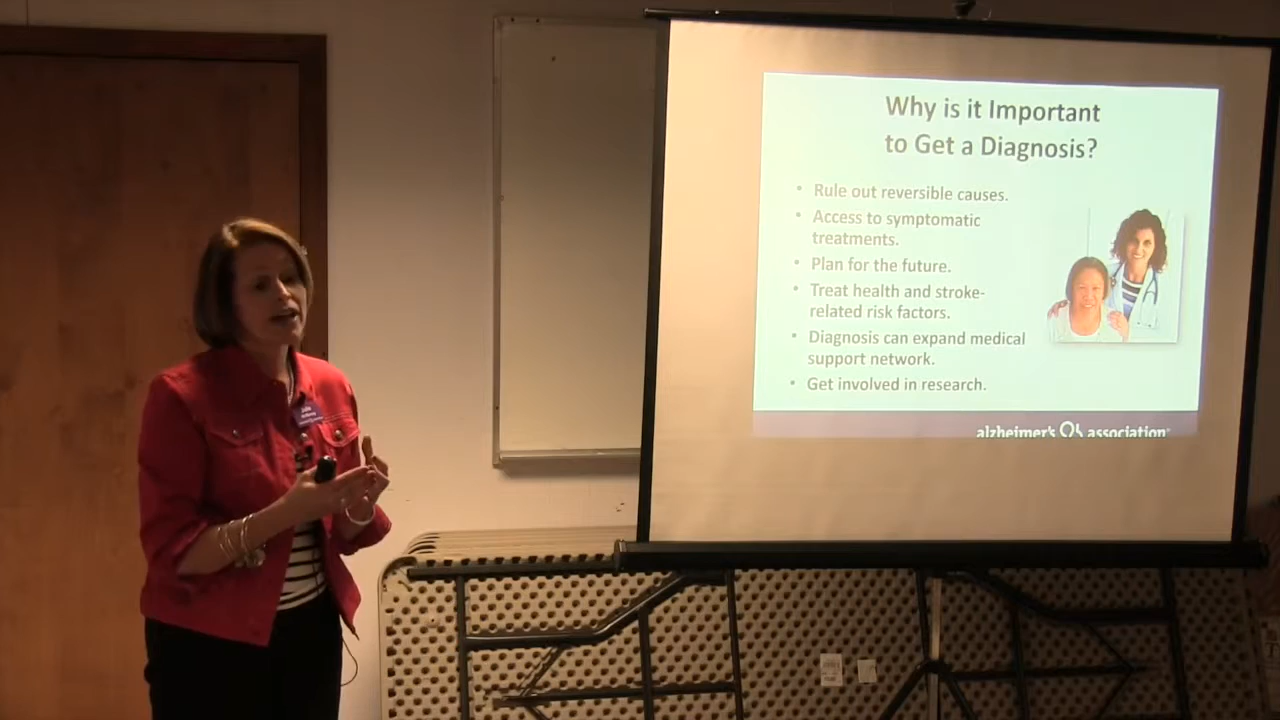 Why is it Important
to Get a Diagnosis?
• Rule out reversible causes.
• Access to symptomatic
treatments.
• Plan for the future.
• Treat health and stroke-
related risk factors.
• Diagnosis can expand medical
support network.
• Get involved in research.
alzheimer's association